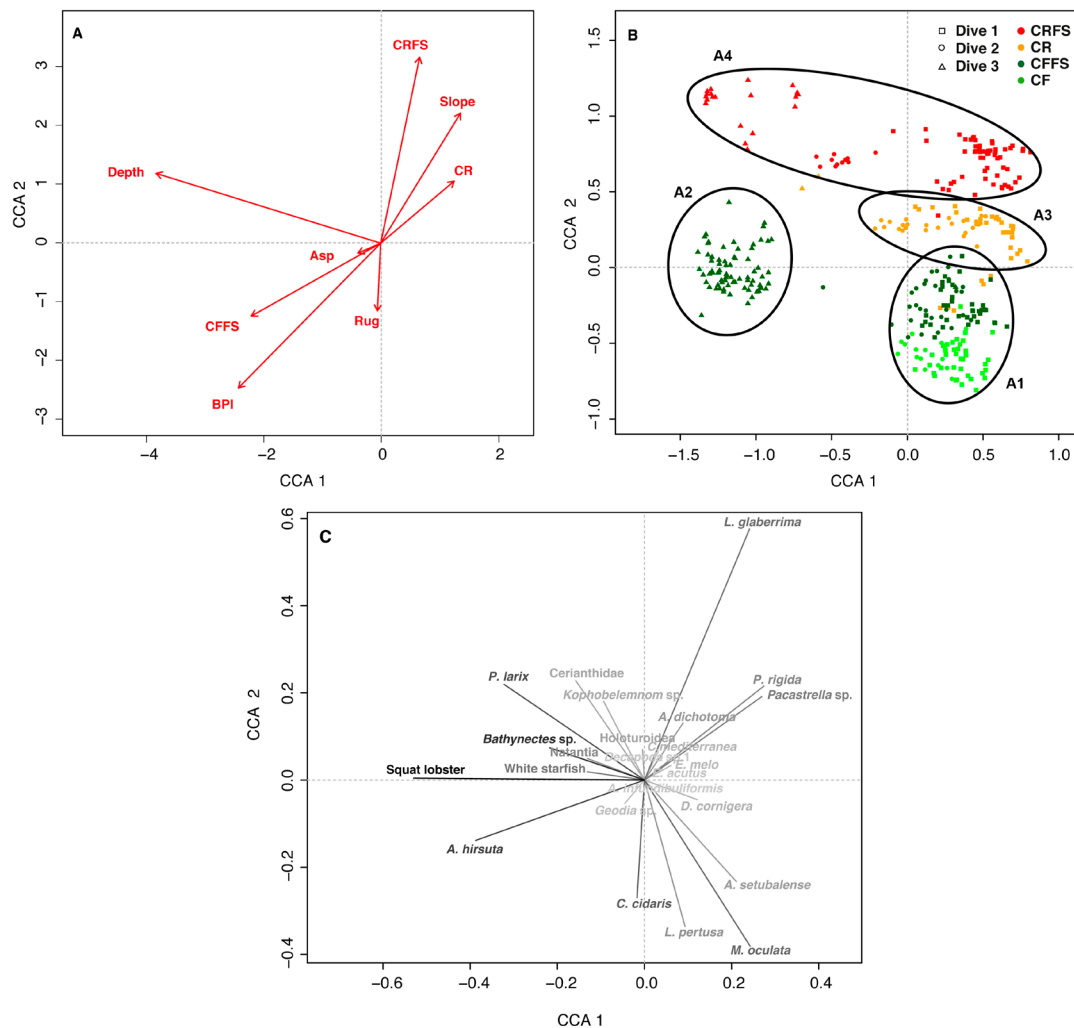 A
CRFS
Slope
CR
Depth
Asp
CFFS
Rug
BPI
CCA 2
3
2
1
0
−1
−2
−3
−4
−2
0
2
CCA 1
B
A4
Dive 1
CRFS
Dive 2
CR
Dive 3
CFFS
CF
A2
A3
A1
CCA 2
1.5
1.0
0.5
0.0
−0.5
−1.0
−1.5
−1.0
−0.5
0.0
0.5
1.0
CCA 1
C
L. glaberrima
P. larix
Cerianthidae
P. rigida
Kophobelemnom sp.
Pacastrella sp.
A. dichotoma
Bathynectes sp.
Holoturoidea
C. mediterranea
Natantia
E. melo
Squat lobster
White starfish
A. infundibuliformis
Geodia sp.
D. cornigera
A. hirsuta
A. setubalense
C. cidaris
L. pertusa
M. oculata
CCA 2
0.6
0.4
0.2
0.0
−0.2
−0.4
−0.6
−0.4
−0.2
0.0
0.2
0.4
CCA 1